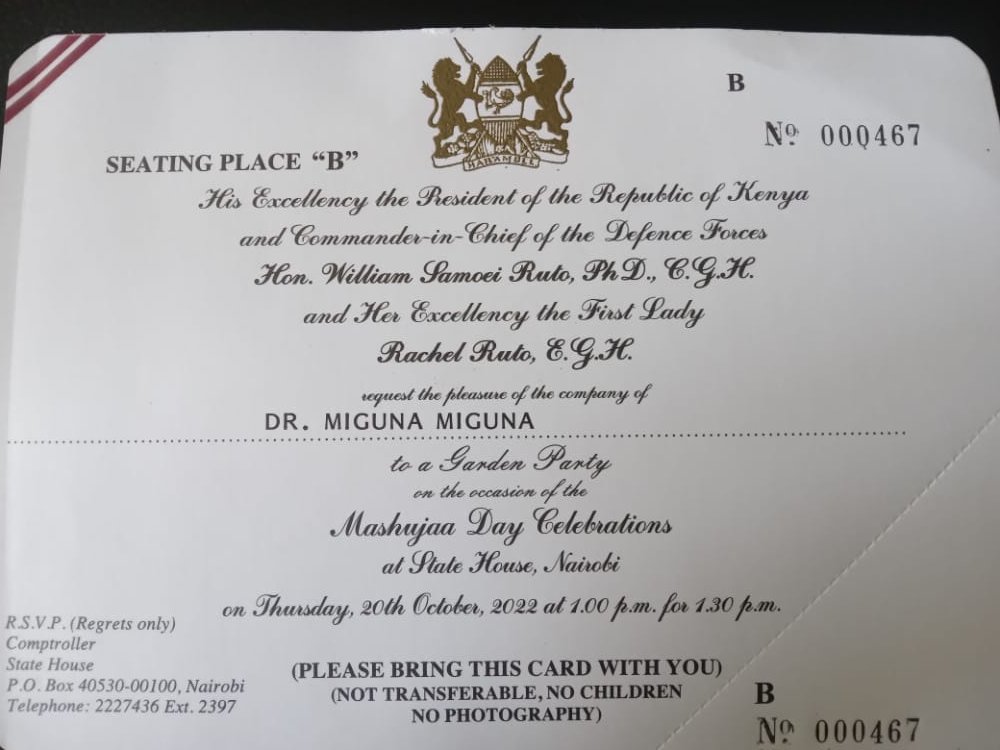 B
Nº. 000467
HARAMBEE
SEATING PLACE “B”
His Excellency the President of the Republic of Kenya
and Commander-in-Chief of the Defence Forces
Hon. William Samoei Ruto, PhD., C.G.H.
and Her Excellency the First Lady
Rachel Ruto, E.G.H.
request the pleasure of the company of
DR. MIGUNA MIGUNA
to a Garden Party
on the occasion of the
Mashujaa Day Celebrations
at State House, Nairobi
on Thursday, 20th October, 2022 at 1.00 p.m. for 1.30 p.m.
R.S.V.P. (Regrets only)
Comptroller
State House
P.O. Box 40530-00100, Nairobi
Telephone: 2227436 Ext. 2397
(PLEASE BRING THIS CARD WITH YOU)
(NOT TRANSFERABLE, NO CHILDREN
NO PHOTOGRAPHY)
B
Nº. 000467